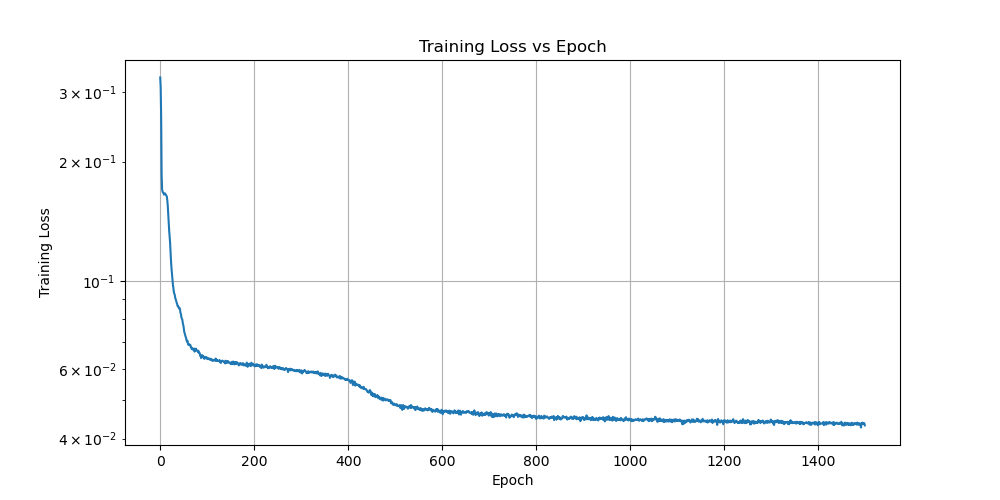 Training Loss vs Epoch
3 × 10⁻¹
2 × 10⁻¹
10⁻¹
6 × 10⁻²
4 × 10⁻²
Training Loss
0 200 400 600 800 1000 1200 1400
Epoch